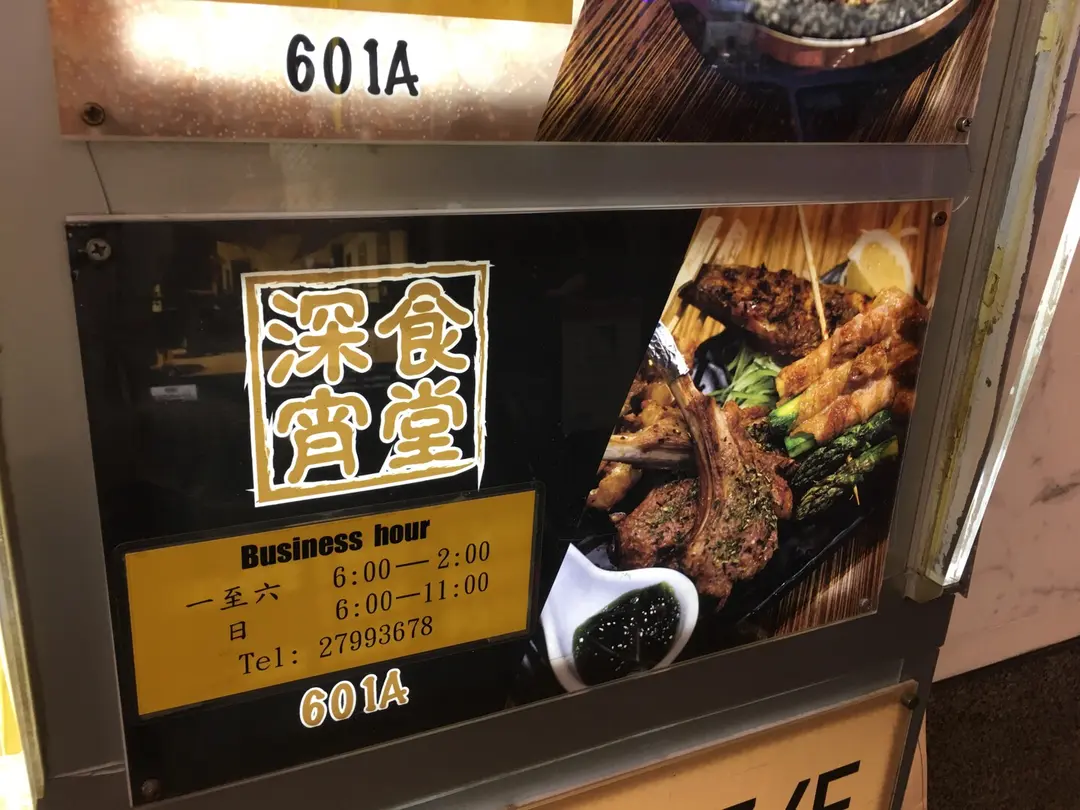 601A
深食
宵堂
Business hour
一至六 6:00—2:00
日 6:00—11:00
Tel: 27993678
601A
/F